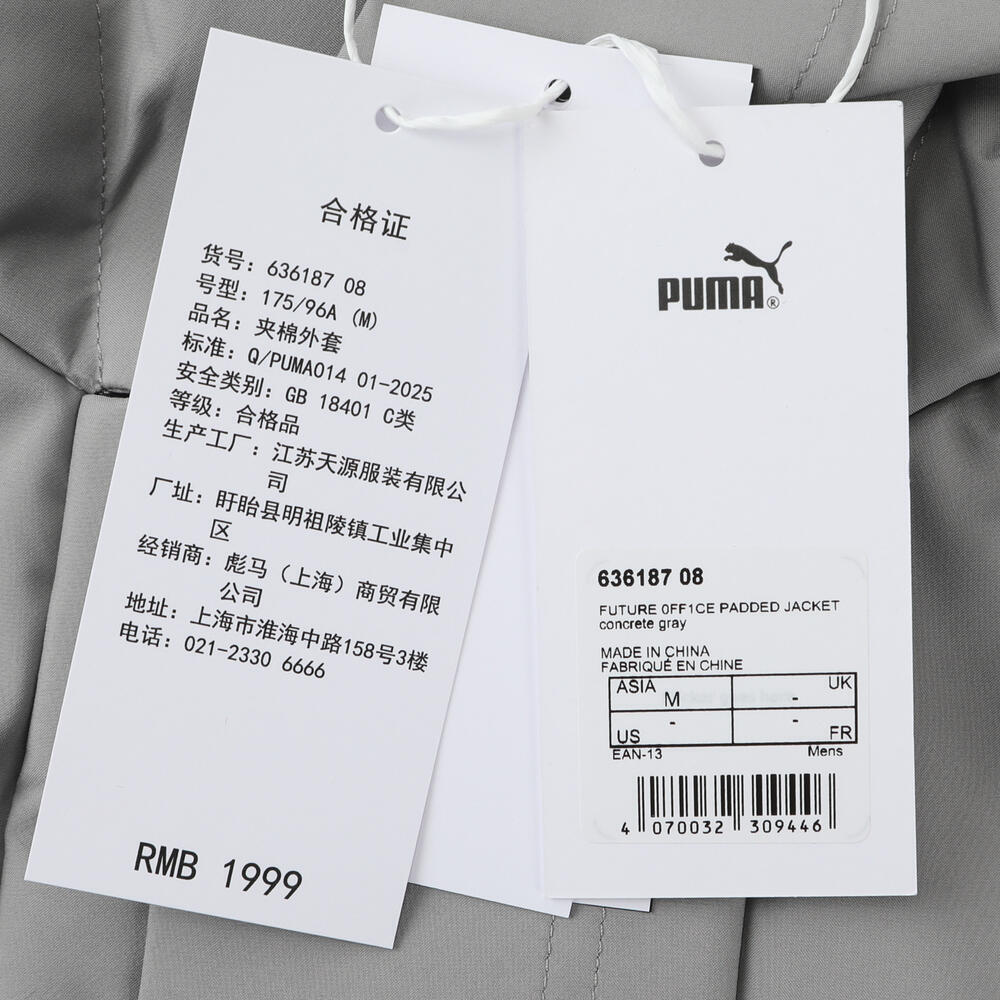 合格证
货号: 636187 08
号型: 175/96A (M)
品名: 夹棉外套
标准: Q/PUMA014 01-2025
安全类别: GB 18401 C类
等级: 合格品
生产工厂: 江苏天源服装有限公
司
厂址: 盱眙县明祖陵镇工业集中
区
经销商: 彪马（上海）商贸有限
公司
地址: 上海市淮海中路158号3楼
电话: 021-2330 6666
RMB 1999
PUMA®
636187 08
FUTURE 0FF1CE PADDED JACKET
concrete gray
MADE IN CHINA
FABRIQUÉ EN CHINE
ASIA M - UK
US - - FR
EAN-13 Mens
4 070032 309446